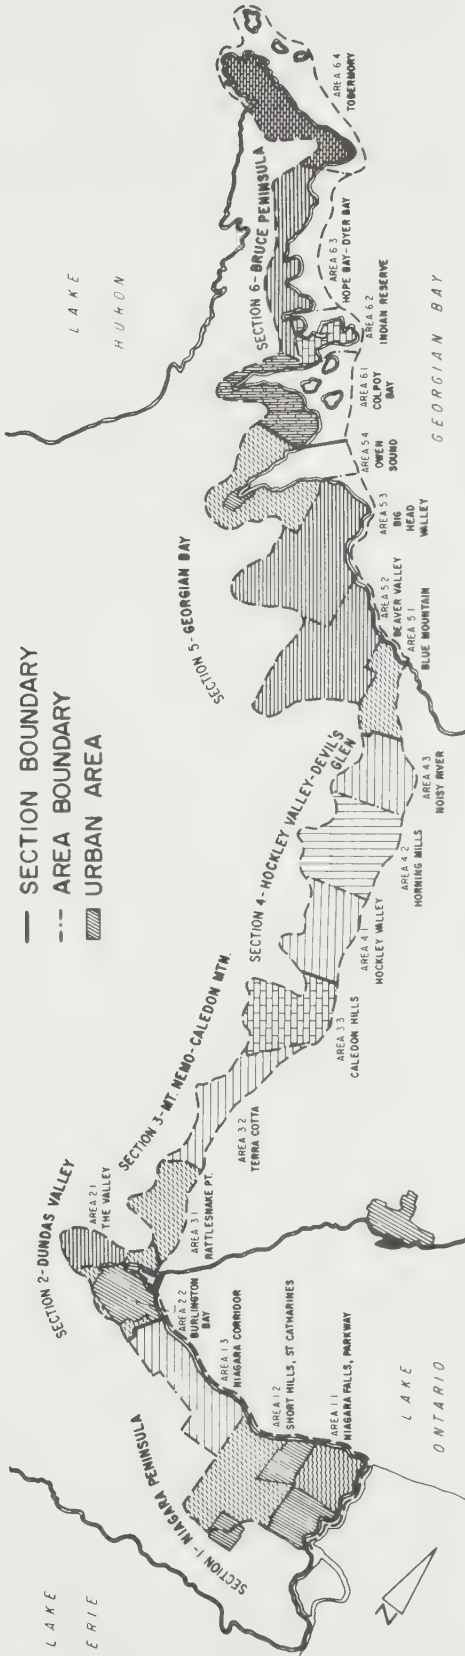 — SECTION BOUNDARY
-·- AREA BOUNDARY
URBAN AREA
LAKE
ERIE
LAKE
ONTARIO
LAKE
HURON
GEORGIAN BAY
N
SECTION 1-NIAGARA PENINSULA
AREA 1.1
NIAGARA FALLS, PARKWAY
AREA 1.2
SHORT HILLS, ST CATHARINES
AREA 1.3
NIAGARA CORRIDOR
SECTION 2-DUNDAS VALLEY
AREA 2.1
THE VALLEY
AREA 2.2
BURLINGTON
BAY
SECTION 3-MT. NEMO-CALEDON MTN.
AREA 3.1
RATTLESNAKE PT.
AREA 3.2
TERRA COTTA
AREA 3.3
CALEDON HILLS
SECTION 4-HOCKLEY VALLEY-DEVIL'S
GLEN
AREA 4.1
HOCKLEY VALLEY
AREA 4.2
HORNING MILLS
AREA 4.3
NOISY RIVER
SECTION 5-GEORGIAN BAY
AREA 5.1
BLUE MOUNTAIN
AREA 5.2
BEAVER VALLEY
AREA 5.3
BIG
HEAD
VALLEY
AREA 5.4
OWEN
SOUND
SECTION 6-BRUCE PENINSULA
AREA 6.1
COLPOY
BAY
AREA 6.2
INDIAN RESERVE
AREA 6.3
HOPE BAY-DYER BAY
AREA 6.4
TOBERMORY